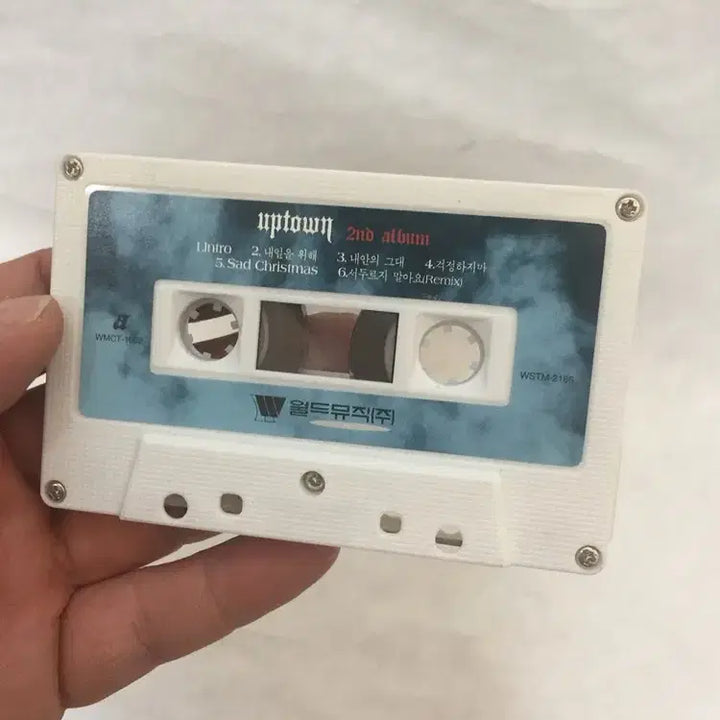 uptown 2nd album
1.Intro 2. 내일을 위해 3. 내안의 그대 4.걱정하지마
5.Sad Christmas 6.서두르지 말아요(Remix)
a
WSTM-2185
W 월드뮤직(주)